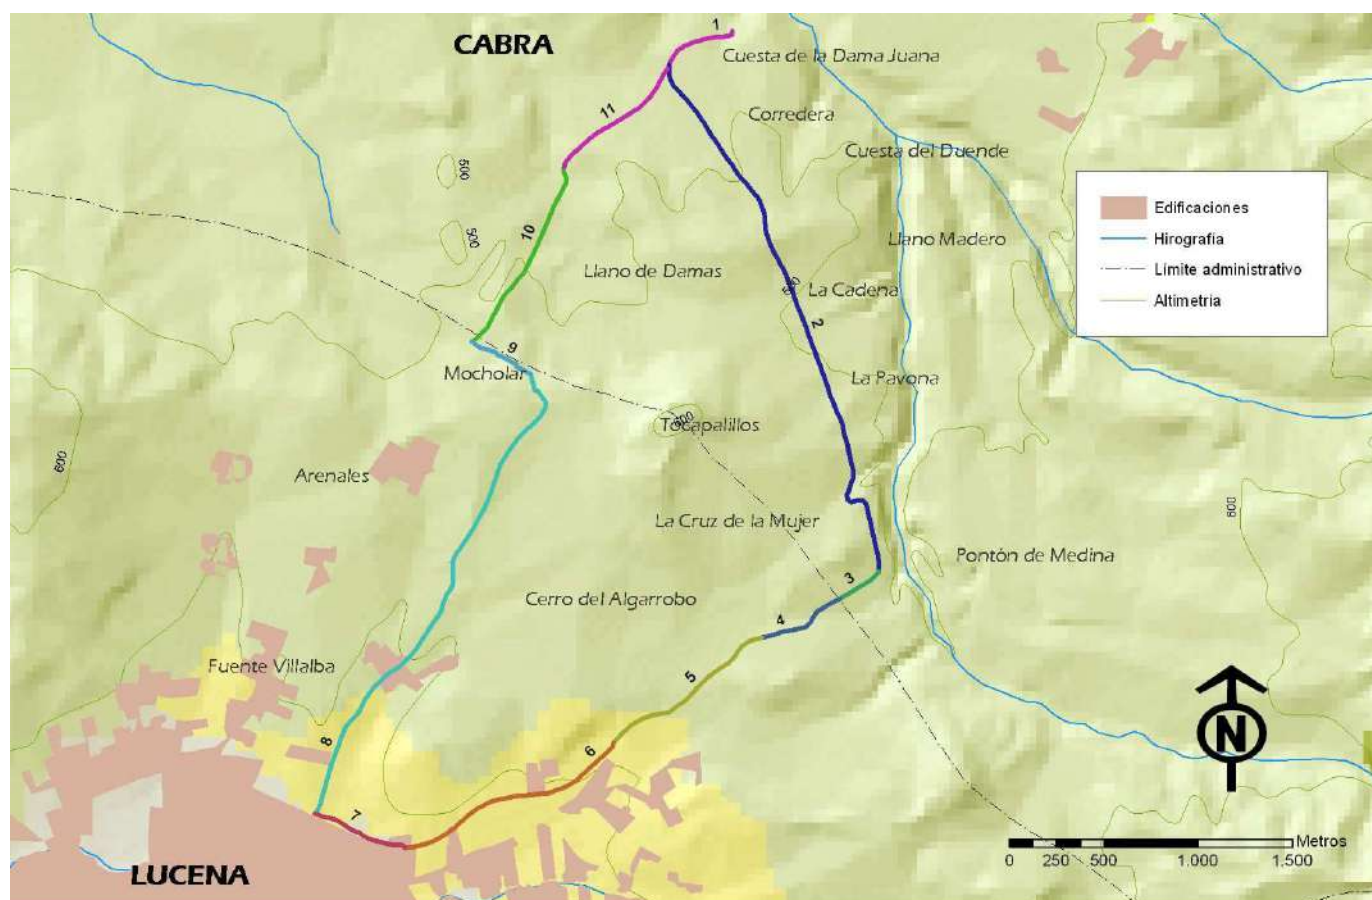 1
CABRA
Cuesta de la Dama Juana
11
Corredera
Cuesta del Duende
500
Edificaciones
10
500
Llano Madero
Hirografía
Límite administrativo
Llano de Damas
La Cadena
Altimetría
2
9
Mocholar
La Pavona
600
Tocapalillos
600
Arenales
600
La Cruz de la Mujer
Pontón de Medina
3
Cerro del Algarrobo
4
Fuente Villalba
5
N
8
6
7
Metros
0 250 500 1.000 1.500
LUCENA